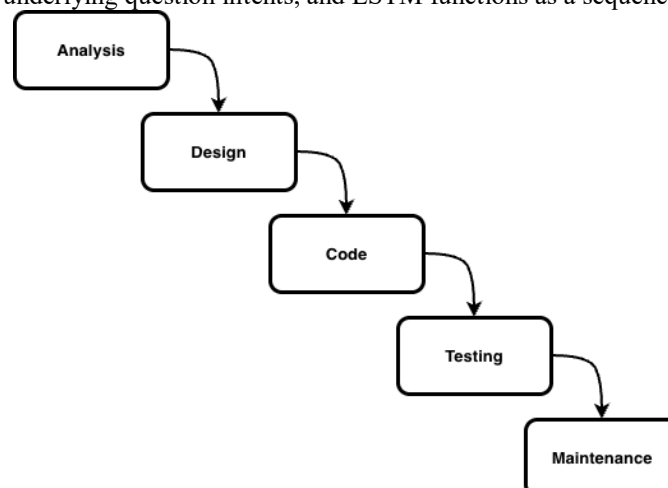 underlying question intents, and LSTM functions as a sequence
Analysis
Design
Code
Testing
Maintenance